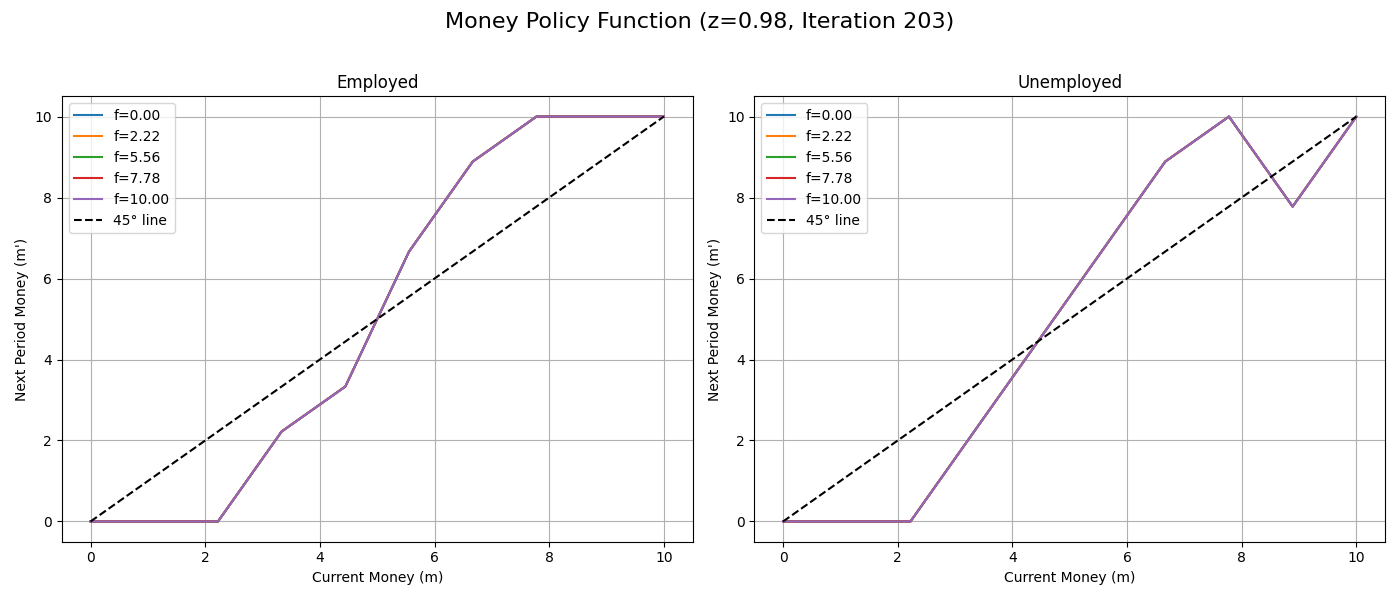 Money Policy Function (z=0.98, Iteration 203)
Employed
f=0.00
f=2.22
f=5.56
f=7.78
f=10.00
45° line
10
8
6
4
2
0
Next Period Money (m')
0 2 4 6 8 10
Current Money (m)
Unemployed
f=0.00
f=2.22
f=5.56
f=7.78
f=10.00
45° line
10
8
6
4
2
0
Next Period Money (m')
0 2 4 6 8 10
Current Money (m)